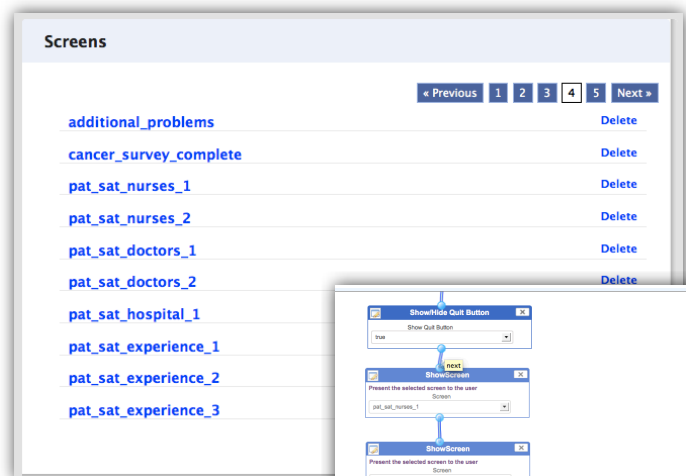 Screens
« Previous 1 2 3 4 5 Next »
additional_problems Delete
cancer_survey_complete Delete
pat_sat_nurses_1 Delete
pat_sat_nurses_2 Delete
pat_sat_doctors_1 Delete
pat_sat_doctors_2 Delete
pat_sat_hospital_1
pat_sat_experience_1
pat_sat_experience_2
pat_sat_experience_3
Show/Hide Quit Button
Show Quit Button
true
next
ShowScreen
Present the selected screen to the user
Screen
pat_sat_nurses_1
ShowScreen
Present the selected screen to the user
Screen